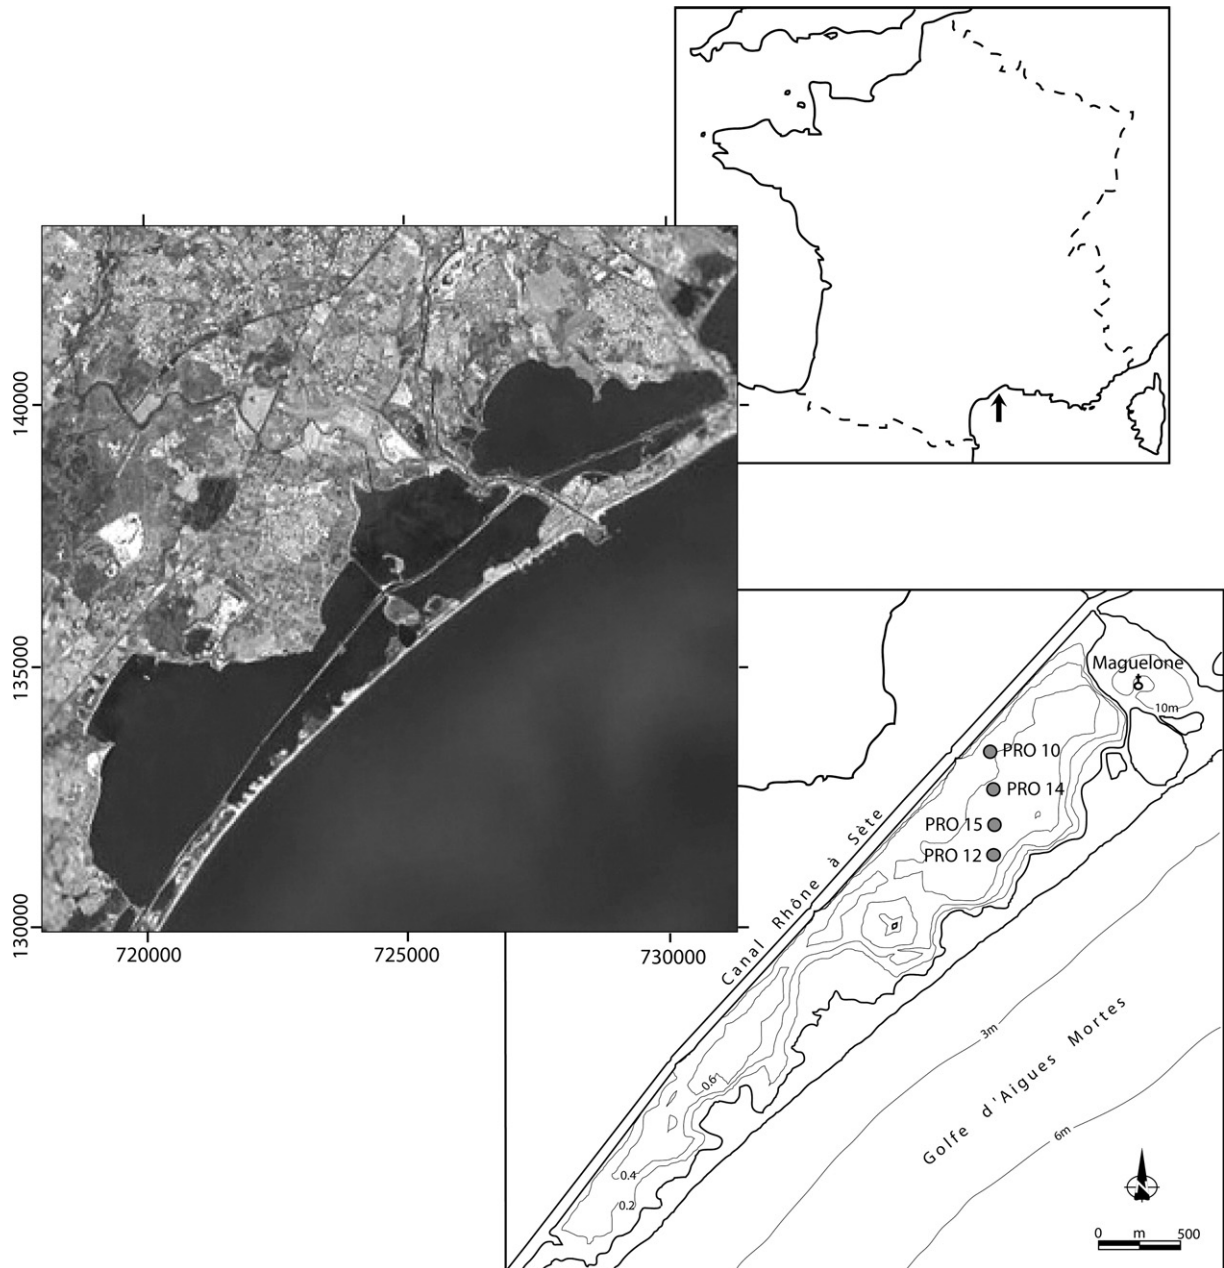 140000
135000
130000
720000
725000
730000
Maguelone
10m
PRO 10
PRO 14
PRO 15
PRO 12
Canal Rhône à Sète
0.6
0.4
0.2
3m
6m
Golfe d'Aigues Mortes
N
0 m 500